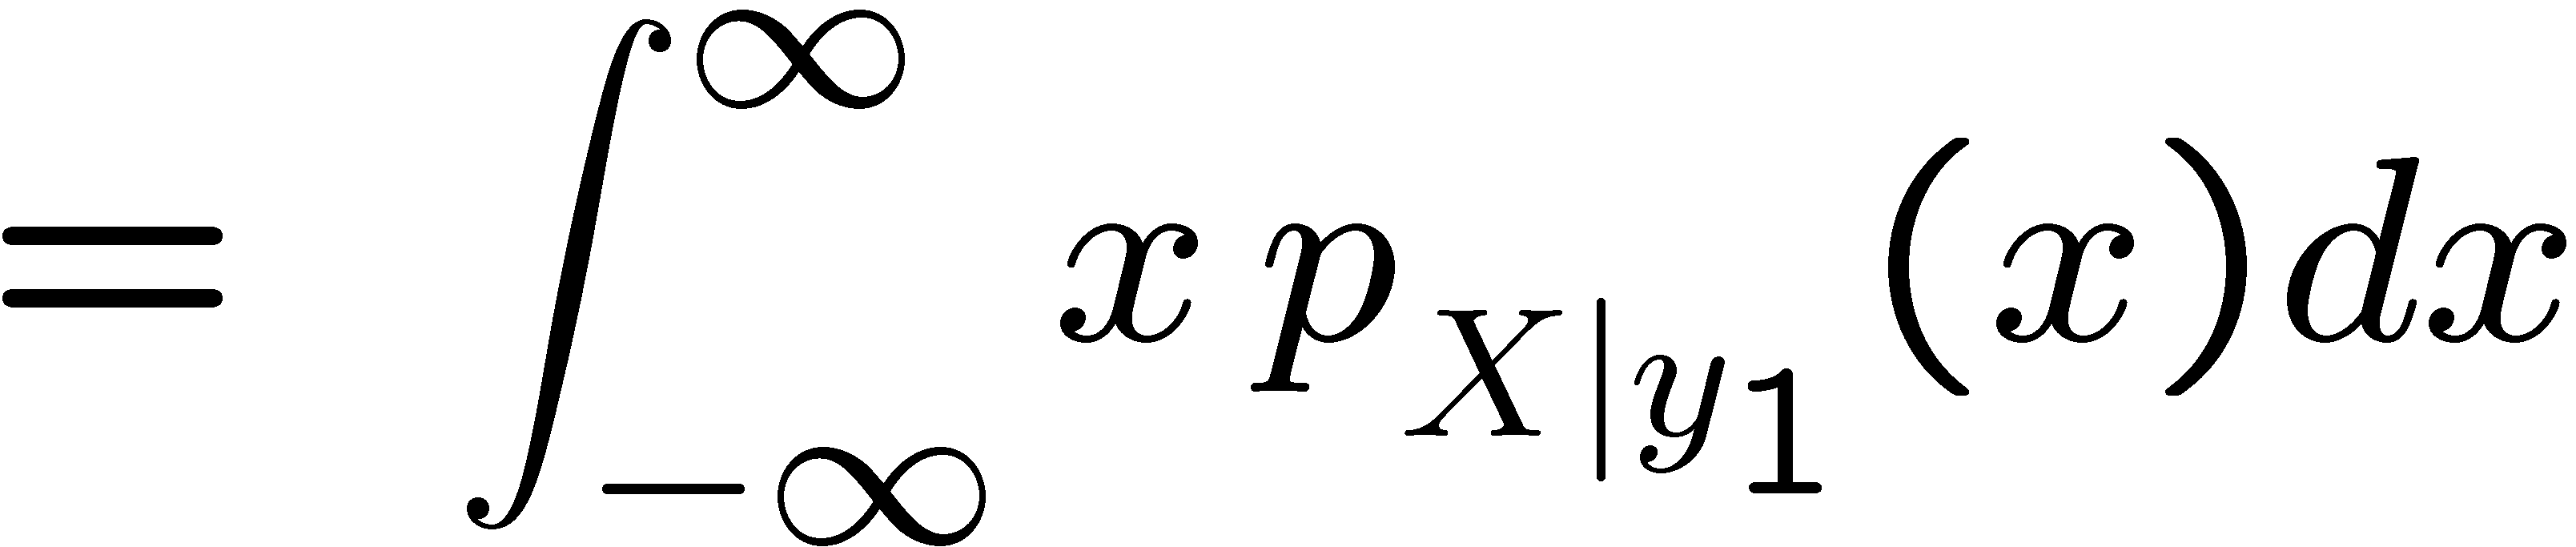 = ∫_{-∞}^{∞} x p_{X|y_1}(x)dx